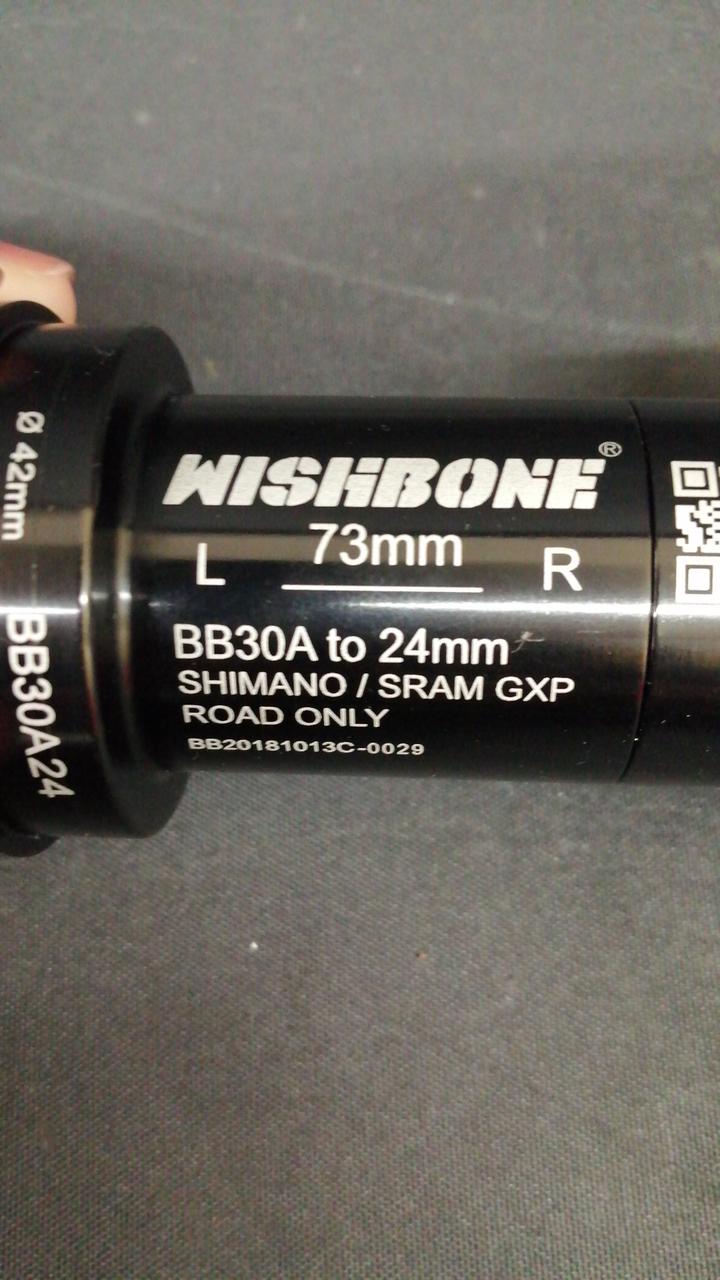 Ø 42mm BB30A24
WISHBONE®
73mm
L R
BB30A to 24mm
SHIMANO / SRAM GXP
ROAD ONLY
BB20181013C-0029